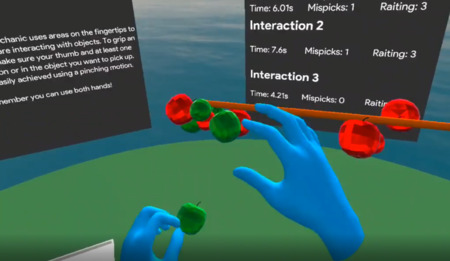 chanic uses areas on the fingertips to
are interacting with objects. To grip an
make sure your thumb and at least one
on or in the object you want to pick up.
easily achieved using a pinching motion.
member you can use both hands!
Time: 6.01s Mispicks: 1 Raiting: 3
Interaction 2
Time: 7.6s Mispicks: 1 Raiting: 3
Interaction 3
Time: 4.21s Mispicks: 0 Raiting